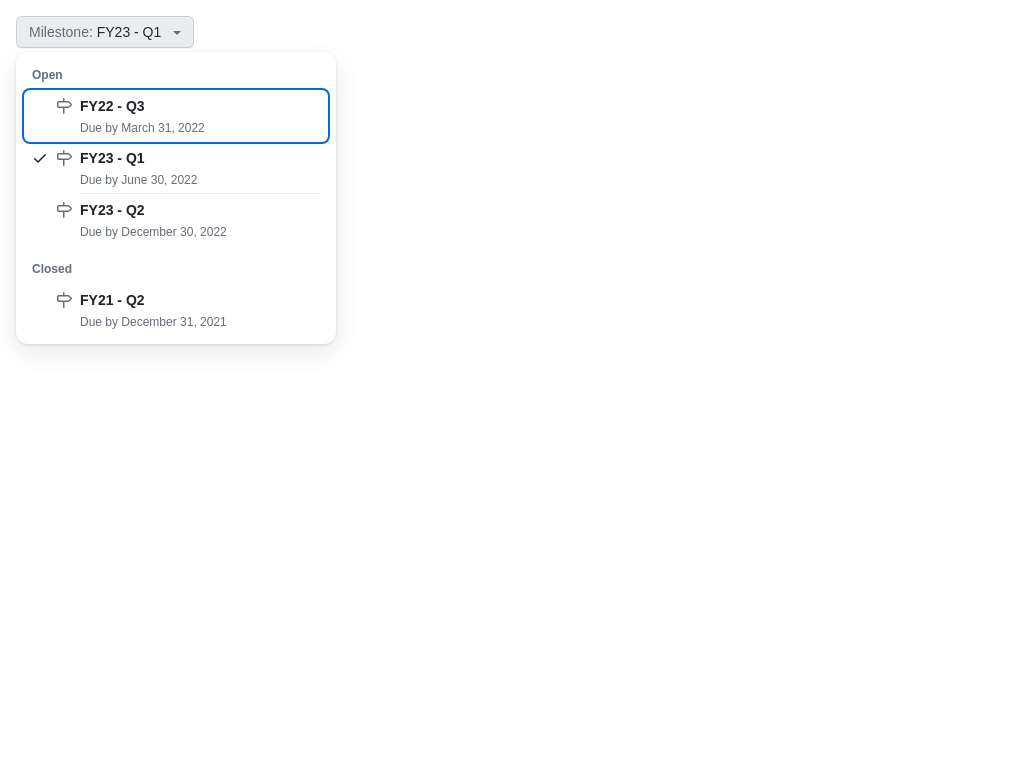 Milestone: FY23 - Q1
Open
FY22 - Q3
Due by March 31, 2022
FY23 - Q1
Due by June 30, 2022
FY23 - Q2
Due by December 30, 2022
Closed
FY21 - Q2
Due by December 31, 2021